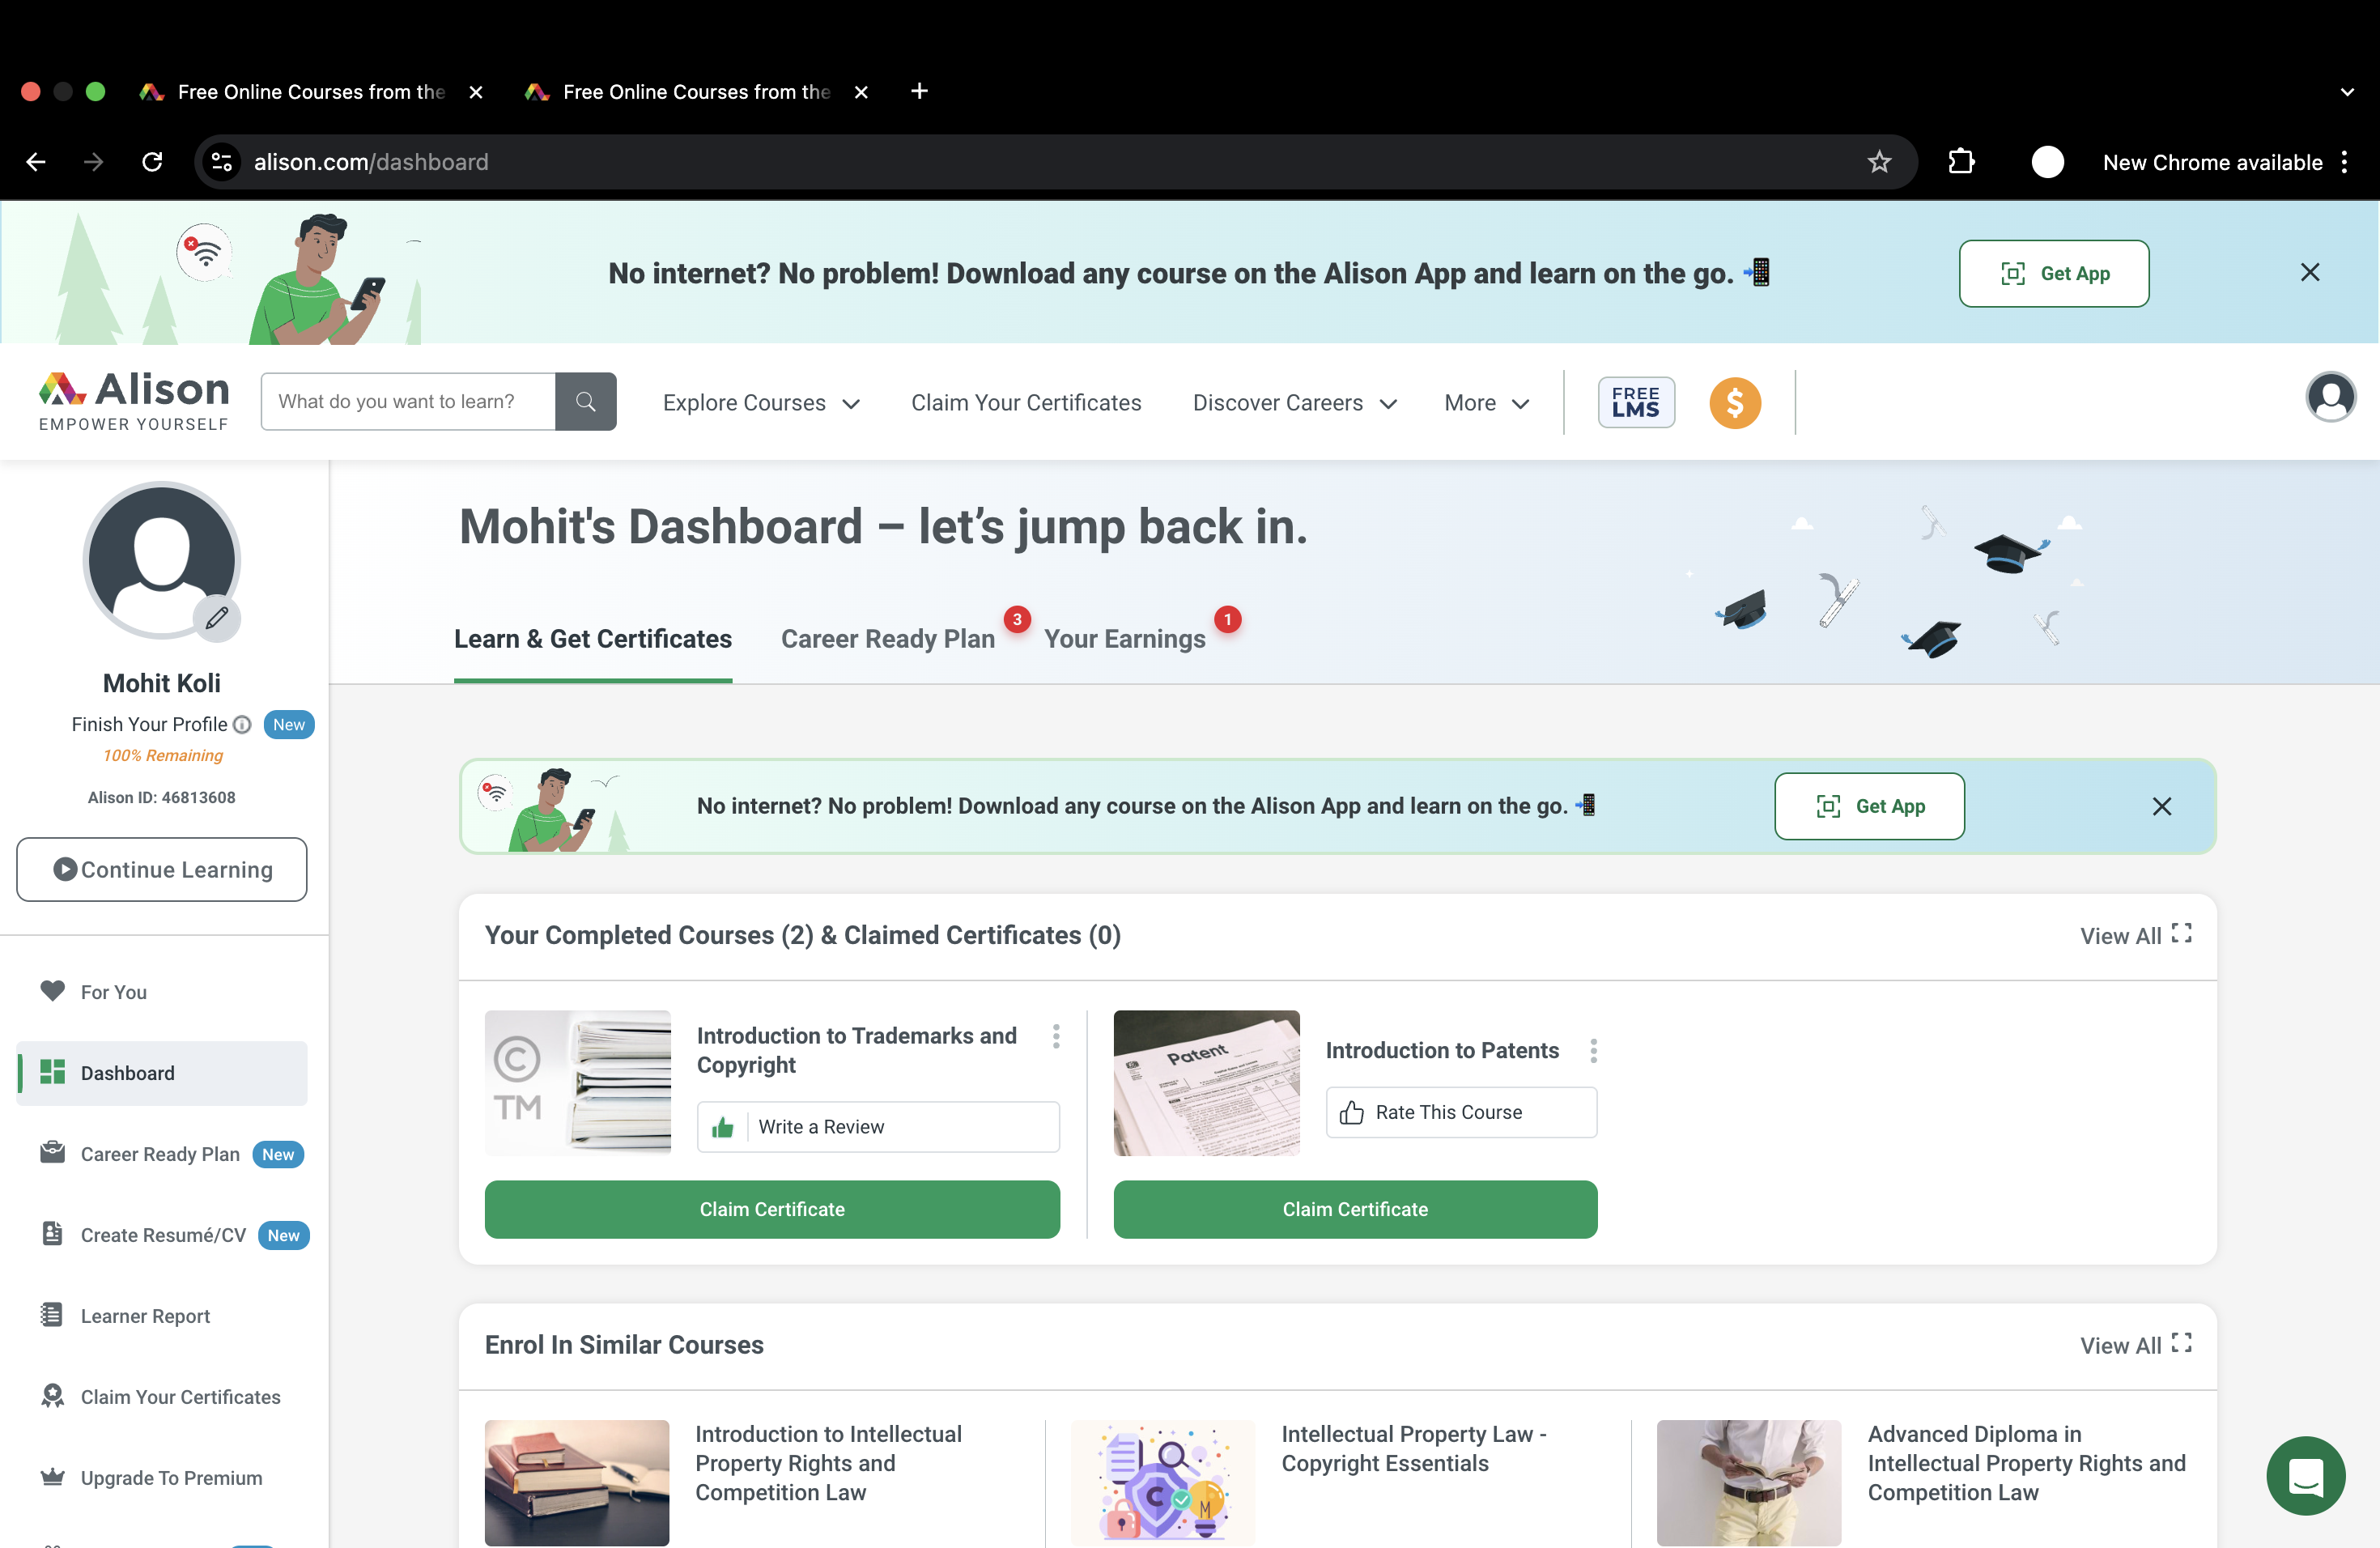 Free Online Courses from the
Free Online Courses from the
alison.com/dashboard
New Chrome available
No internet? No problem! Download any course on the Alison App and learn on the go.
Get App
Alison
EMPOWER YOURSELF
What do you want to learn?
Explore Courses
Claim Your Certificates
Discover Careers
More
FREE
LMS
$
Mohit's Dashboard – let’s jump back in.
Learn & Get Certificates
Career Ready Plan
3
Your Earnings
1
Mohit Koli
Finish Your Profile
New
100% Remaining
Alison ID: 46813608
Continue Learning
For You
Dashboard
Career Ready Plan
New
Create Resumé/CV
New
Learner Report
Claim Your Certificates
Upgrade To Premium
No internet? No problem! Download any course on the Alison App and learn on the go.
Get App
Your Completed Courses (2) & Claimed Certificates (0)
View All
©
TM
Introduction to Trademarks and
Copyright
Write a Review
Claim Certificate
Patent
Introduction to Patents
Rate This Course
Claim Certificate
Enrol In Similar Courses
View All
Introduction to Intellectual
Property Rights and
Competition Law
C
M
Intellectual Property Law -
Copyright Essentials
Advanced Diploma in
Intellectual Property Rights and
Competition Law